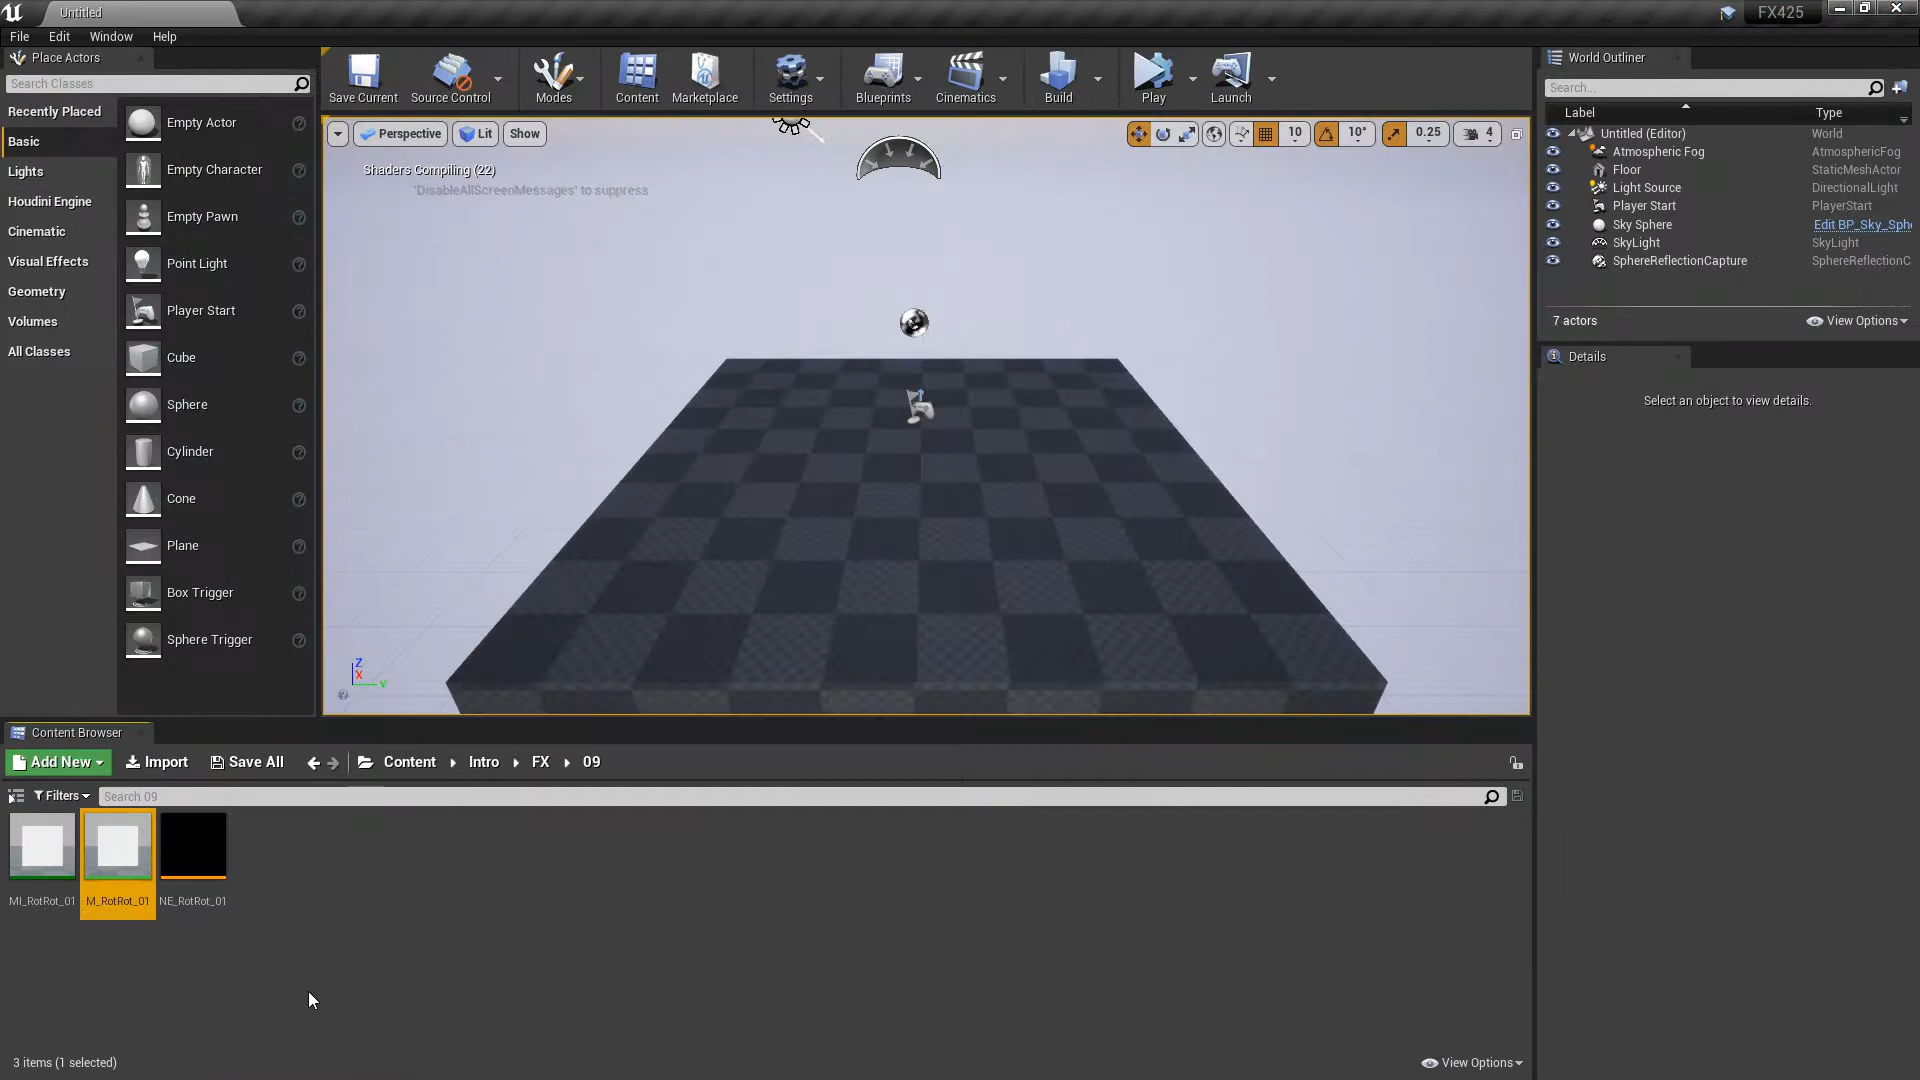 Untitled
FX425
File Edit Window Help
Place Actors
Search Classes
Recently Placed
Basic
Lights
Houdini Engine
Cinematic
Visual Effects
Geometry
Volumes
All Classes
Empty Actor
Empty Character
Empty Pawn
Point Light
Player Start
Cube
Sphere
Cylinder
Cone
Plane
Box Trigger
Sphere Trigger
Save Current Source Control Modes Content Marketplace Settings Blueprints Cinematics Build Play Launch
Perspective Lit Show 10 10° 0.25 4
Shaders Compiling (22)
'DisableAllScreenMessages' to suppress
Z
X
Y
World Outliner
Search...
Label Type
Untitled (Editor) World
Atmospheric Fog AtmosphericFog
Floor StaticMeshActor
Light Source DirectionalLight
Player Start PlayerStart
Sky Sphere Edit BP_Sky_Sph
SkyLight SkyLight
SphereReflectionCapture SphereReflectionC
7 actors View Options
Details
Select an object to view details.
Content Browser
Add New Import Save All Content Intro FX 09
Filters Search 09
MI_RotRot_01 M_RotRot_01 NE_RotRot_01
3 items (1 selected) View Options